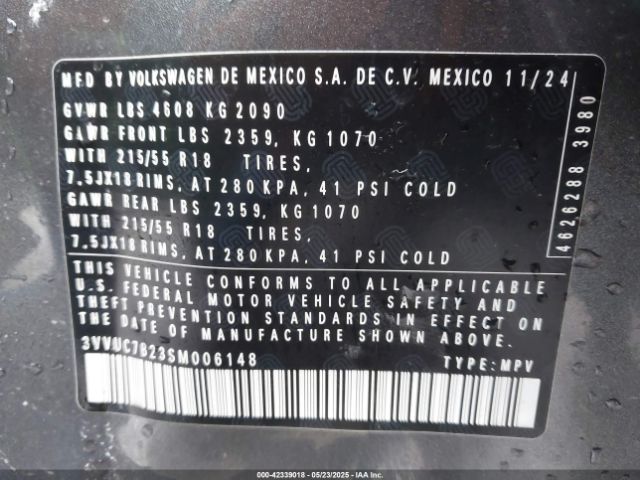 MFD BY VOLKSWAGEN DE MEXICO S.A. DE C.V. MEXICO 11/24
GVWR LBS 4608 KG 2090
GAWR FRONT LBS 2359, KG 1070
WITH 215/55 R18 TIRES,
7.5JX18 RIMS, AT 280 KPA, 41 PSI COLD
GAWR REAR LBS 2359, KG 1070
WITH 215/55 R18 TIRES,
7.5JX18 RIMS, AT 280 KPA, 41 PSI COLD
THIS VEHICLE CONFORMS TO ALL APPLICABLE
U.S. FEDERAL MOTOR VEHICLE SAFETY AND
THEFT PREVENTION STANDARDS IN EFFECT ON
THE DATE OF MANUFACTURE SHOWN ABOVE.
3VVUC7B23SM006148 TYPE: MPV
4626288 3980
000-42339018 - 05/23/2025 - IAA Inc.